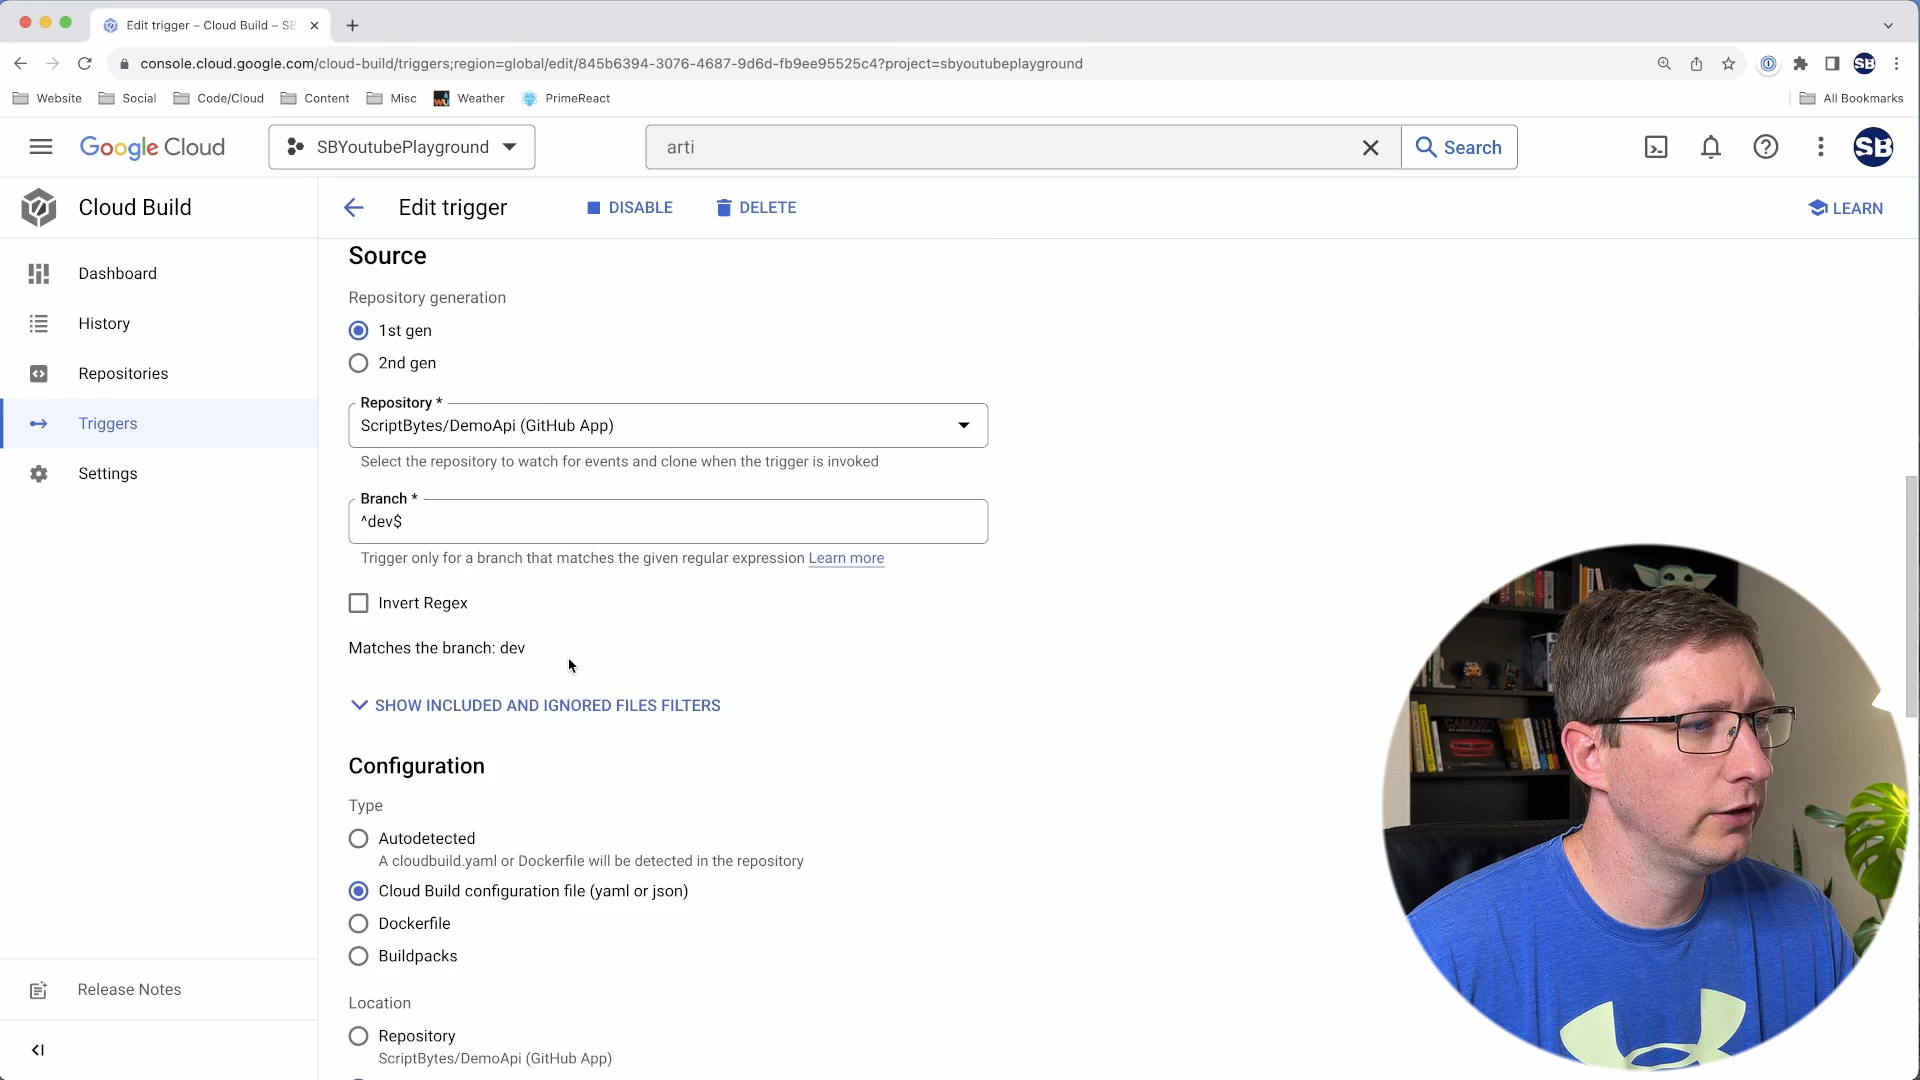 Edit trigger – Cloud Build – SB
console.cloud.google.com/cloud-build/triggers;region=global/edit/845b6394-3076-4687-9d6d-fb9ee95525c4?project=sbyoutubeplayground
SB
Website
Social
Code/Cloud
Content
Misc
Weather
PrimeReact
All Bookmarks
Google Cloud
SBYoutubePlayground
arti
Search
SB
Cloud Build
Edit trigger
DISABLE
DELETE
LEARN
Dashboard
History
Repositories
Triggers
Settings
Release Notes
Source
Repository generation
1st gen
2nd gen
Repository *
ScriptBytes/DemoApi (GitHub App)
Select the repository to watch for events and clone when the trigger is invoked
Branch *
^dev$
Trigger only for a branch that matches the given regular expression Learn more
Invert Regex
Matches the branch: dev
SHOW INCLUDED AND IGNORED FILES FILTERS
Configuration
Type
Autodetected
A cloudbuild.yaml or Dockerfile will be detected in the repository
Cloud Build configuration file (yaml or json)
Dockerfile
Buildpacks
Location
Repository
ScriptBytes/DemoApi (GitHub App)
CAMARO